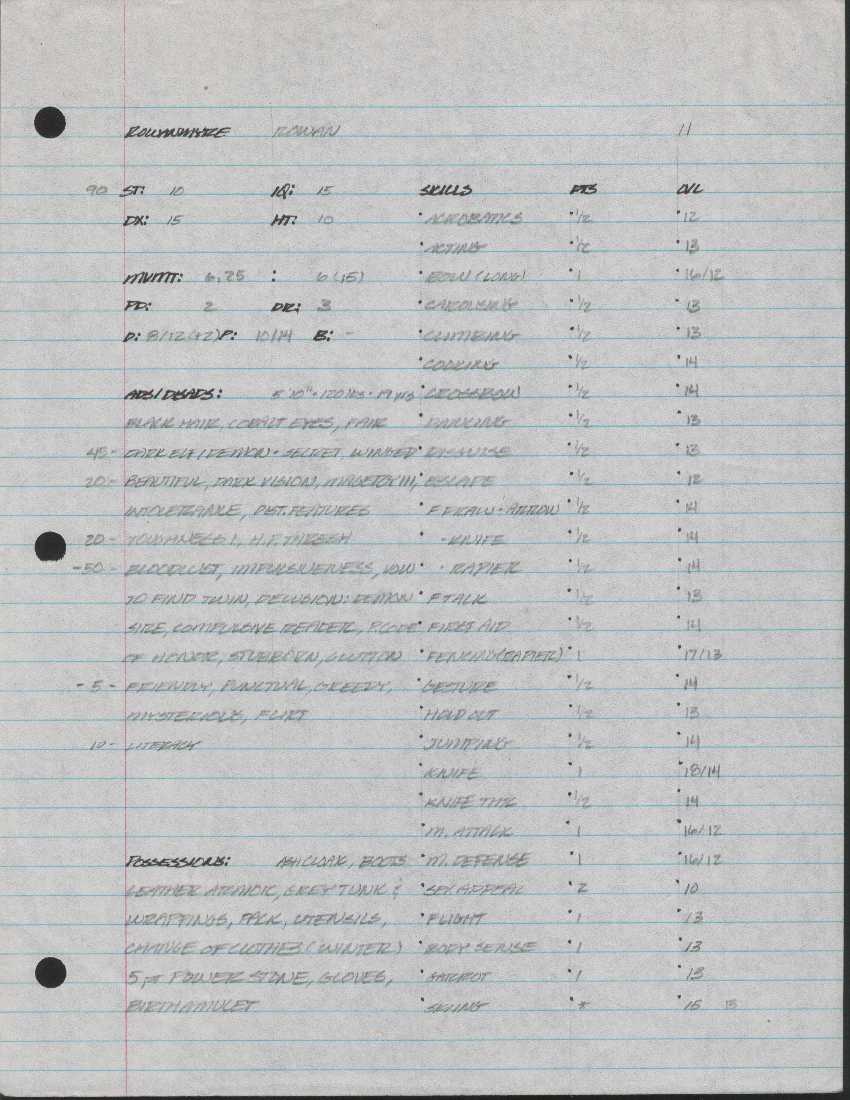 ROWAN 11
90 ST: 10 IQ: 15 SKILLS PTS O/L
DX: 15 HT: 10 • ACROBATICS • 1/2 • 12
• ACTING • 1/2 • 13
MVMT: 6.25 : 6 (15) • BOW (LONG) • 1 • 16/12
PD: 2 DR: 3 • CAROUSING • 1/2 • 13
D: 8/12(+2) P: 10/14 B: - • CLIMBING • 1/2 • 13
• COOKING • 1/2 • 14
ADS/DISADS: 5'10" • 120 lbs • 19 yrs • CROSSBOW • 1/2 • 14
BLACK HAIR, COBALT EYES, FAIR • DANCING • 1/2 • 13
45 - DARK ELF/DEMON - SECRET, WINGED • DISGUISE • 1/2 • 13
20 - BEAUTIFUL, DARK VISION, MAGERY III, • ESCAPE • 1/2 • 12
INTOLERANCE, DIST. FEATURES • F DRAW - ARROW • 1/2 • 14
20 - TOUGHNESS 1, H.P. THRESH • - KNIFE • 1/2 • 14
-50 - BLOODLUST, IMPULSIVENESS, VOW • - RAPIER • 1/2 • 14
TO FIND TWIN, DELUSION: DEMON • F TALK • 1/2 • 13
SIRE, COMPULSIVE READER, P. CODE • FIRST AID • 1/2 • 14
OF HONOR, STUBBORN, GLUTTON • FENCING (RAPIER) • 1 • 17/13
- 5 - FRIENDLY, PUNCTUAL, GREEDY, • GESTURE • 1/2 • 14
MYSTERIOUS, FLIRT • HOLD OUT • 1/2 • 13
10 - LITERACY • JUMPING • 1/2 • 14
• KNIFE • 1 • 18/14
• KNIFE THR • 1/2 • 14
• M. ATTACK • 1 • 16/12
POSSESSIONS: ASH CLOAK, BOOTS • M. DEFENSE • 1 • 16/12
LEATHER ARMOR, GREY TUNIC & • SEX APPEAL • 2 • 10
WRAPPINGS, PACK, UTENSILS, • FLIGHT • 1 • 13
CHANGE OF CLOTHES (WINTER) • BODY SENSE • 1 • 13
5 pt POWER STONE, GLOVES, • 1 • 13
BIRTH AMULET • SKIING • * • 15 13